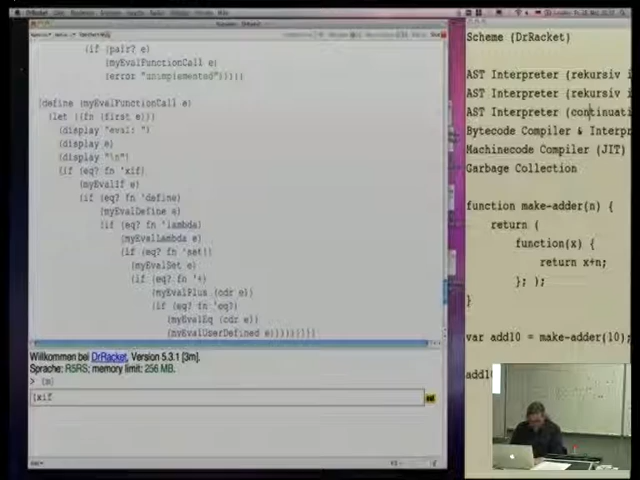 (if (pair? e)
(myEvalFunctionCall e)
(error "unimplemented")))))
(define (myEvalFunctionCall e)
(let ((fn (first e)))
(display "eval: ")
(display e)
(display "\n")
(if (eq? fn 'xif)
(myEvalIf e)
(if (eq? fn 'define)
(myEvalDefine e)
(if (eq? fn 'lambda)
(myEvalLambda e)
(if (eq? fn 'set!)
(myEvalSet e)
(if (eq? fn '+)
(myEvalPlus (cdr e))
(if (eq? fn 'eq?)
(myEvalEq (cdr e))
(myEvalUserDefined e)))))))))
Willkommen bei DrRacket, Version 5.3.1 [3m].
Sprache: R5RS; memory limit: 256 MB.
> (m)
(xif
Scheme (DrRacket)
AST Interpreter (rekursiv i
AST Interpreter (rekursiv i
AST Interpreter (continuati
Bytecode Compiler & Interpr
Machinecode Compiler (JIT)
Garbage Collection
function make-adder(n) {
return (
function(x) {
return x+n;
}; );
}
var add10 = make-adder(10);
add10